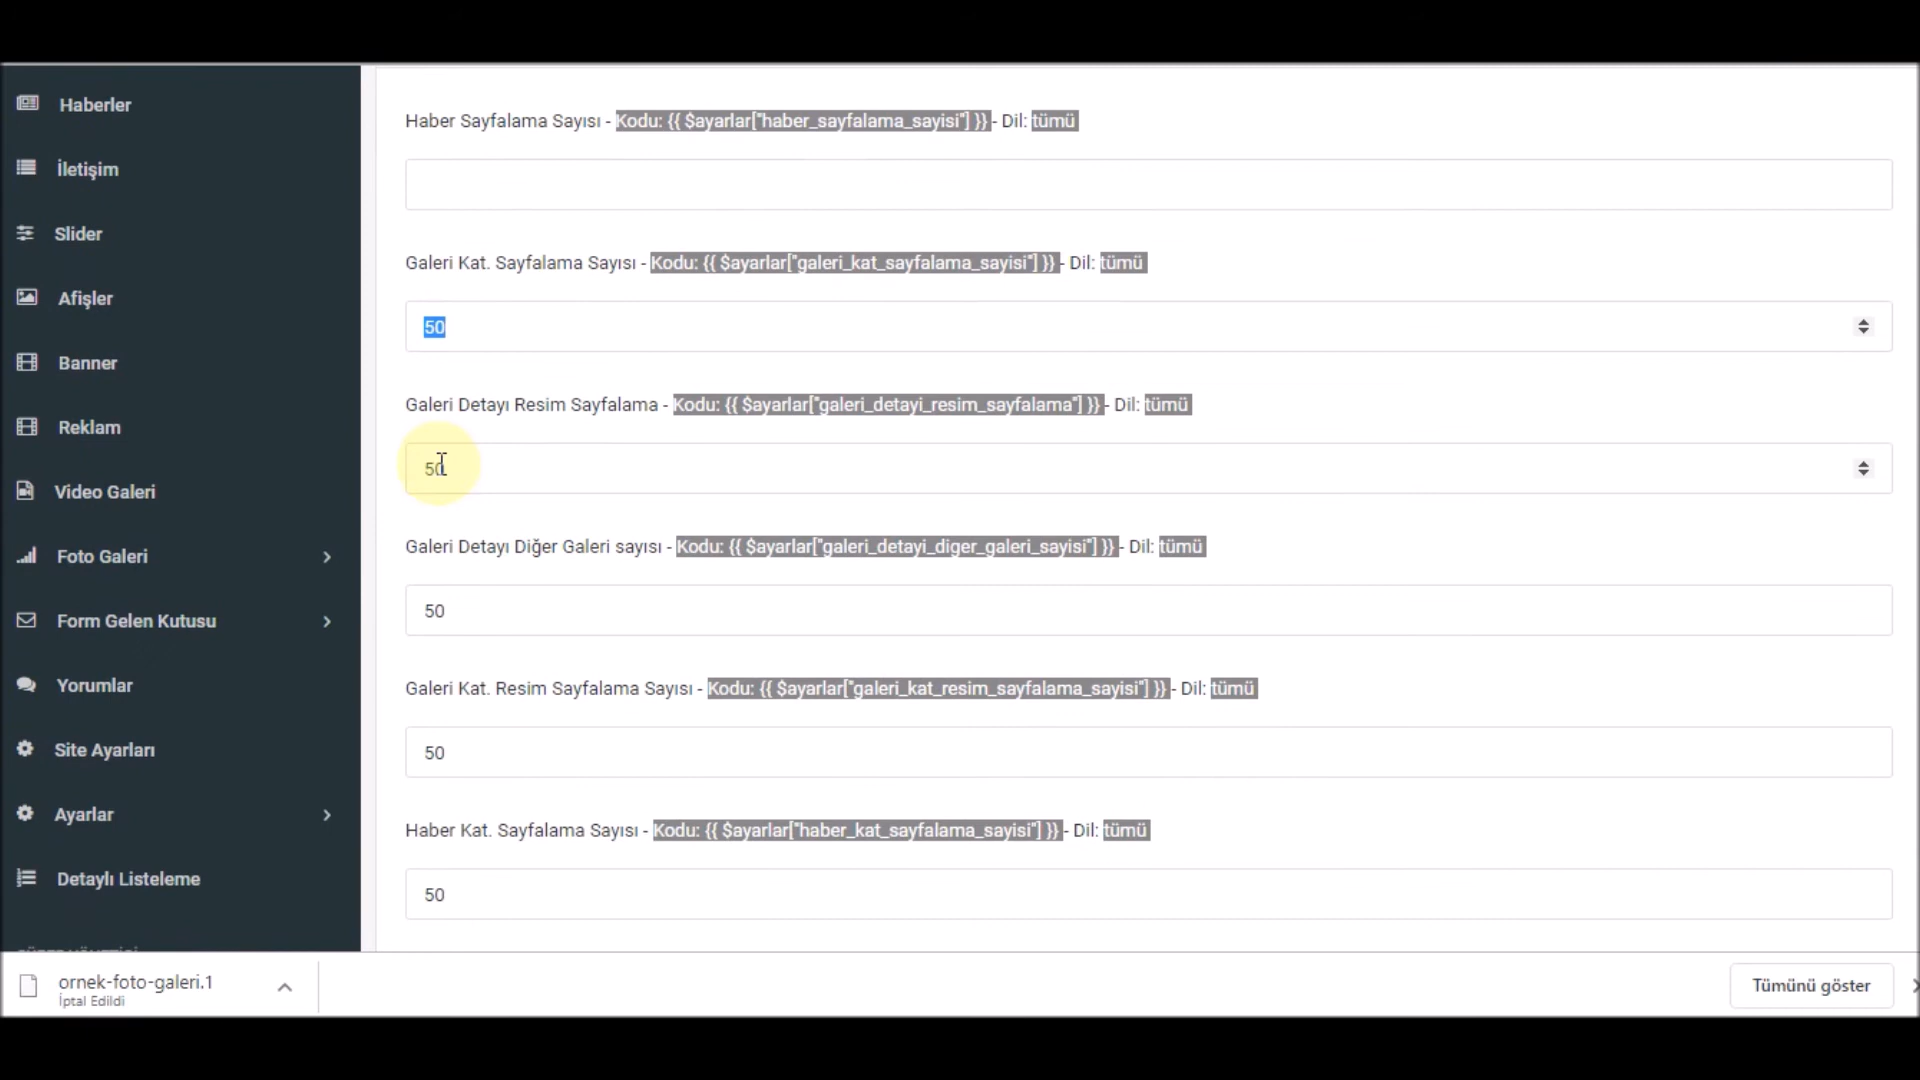 Haberler
İletişim
Slider
Afişler
Banner
Reklam
Video Galeri
Foto Galeri
Form Gelen Kutusu
Yorumlar
Site Ayarları
Ayarlar
Detaylı Listeleme
Haber Sayfalama Sayısı - Kodu: {{ $ayarlar["haber_sayfalama_sayisi"] }} - Dil: tümü
Galeri Kat. Sayfalama Sayısı - Kodu: {{ $ayarlar["galeri_kat_sayfalama_sayisi"] }} - Dil: tümü
50
Galeri Detayı Resim Sayfalama - Kodu: {{ $ayarlar["galeri_detayi_resim_sayfalama"] }} - Dil: tümü
50
Galeri Detayı Diğer Galeri sayısı - Kodu: {{ $ayarlar["galeri_detayi_diger_galeri_sayisi"] }} - Dil: tümü
50
Galeri Kat. Resim Sayfalama Sayısı - Kodu: {{ $ayarlar["galeri_kat_resim_sayfalama_sayisi"] }} - Dil: tümü
50
Haber Kat. Sayfalama Sayısı - Kodu: {{ $ayarlar["haber_kat_sayfalama_sayisi"] }} - Dil: tümü
50
ornek-foto-galeri.1
İptal Edildi
Tümünü göster